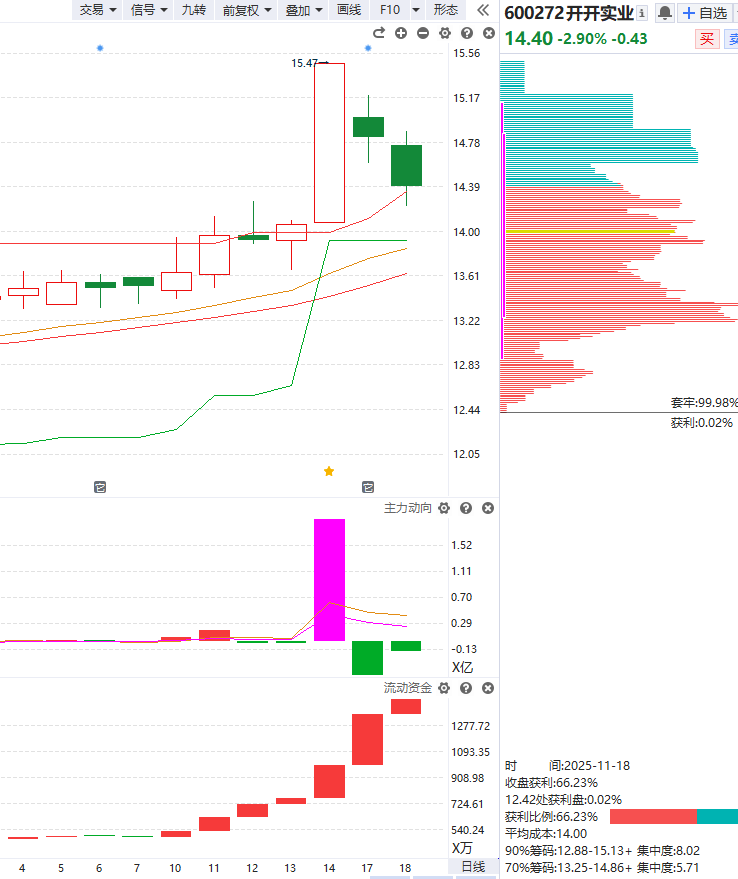 交易 信号 九转 前复权 叠加 画线 F10 形态
600272 开开实业
自选
14.40 -2.90% -0.43
买 卖
15.56
15.47
15.17
14.78
14.39
14.00
13.61
13.22
12.83
12.44
12.05
套牢:99.98%
获利:0.02%
主力动向
1.52
1.11
0.70
0.29
-0.13
X亿
流动资金
1277.72
1093.35
908.98
724.61
540.24
X万
4 5 6 7 10 11 12 13 14 17 18 日线
时 间:2025-11-18
收盘获利:66.23%
12.42处获利盘:0.02%
获利比例:66.23%
平均成本:14.00
90%筹码:12.88-15.13+ 集中度:8.02
70%筹码:13.25-14.86+ 集中度:5.71